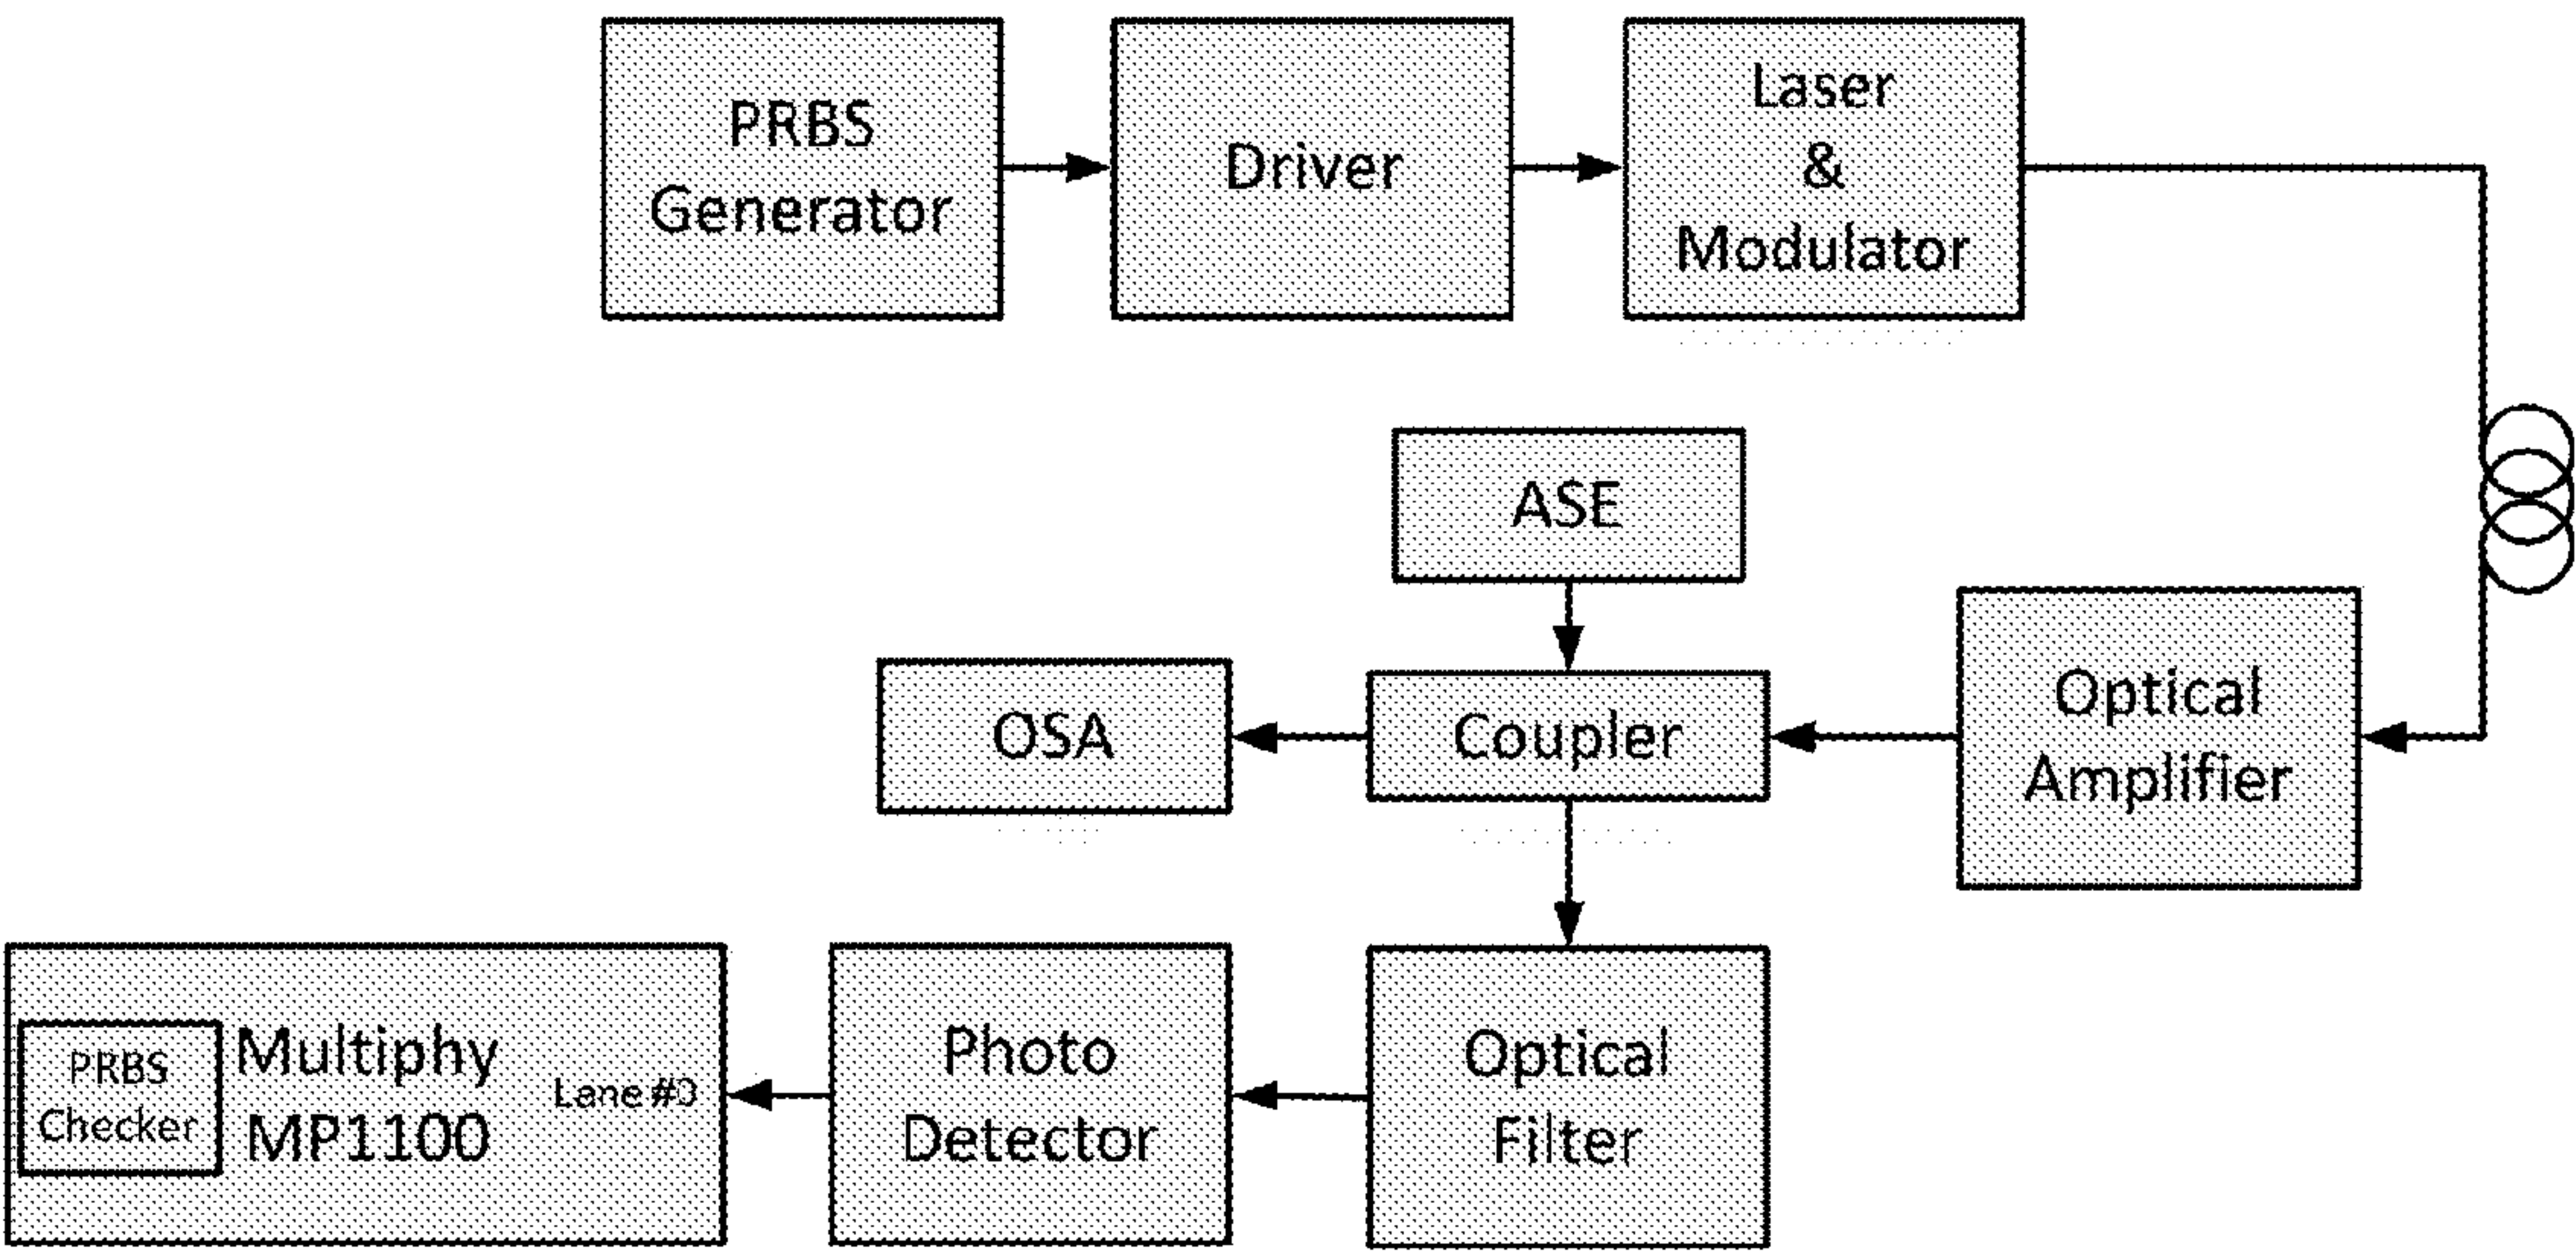 PRBS
Generator
Driver
Laser
&
Modulator
ASE
OSA
Coupler
Optical
Amplifier
PRBS
Checker
Multiphy
MP1100
Lane #0
Photo
Detector
Optical
Filter